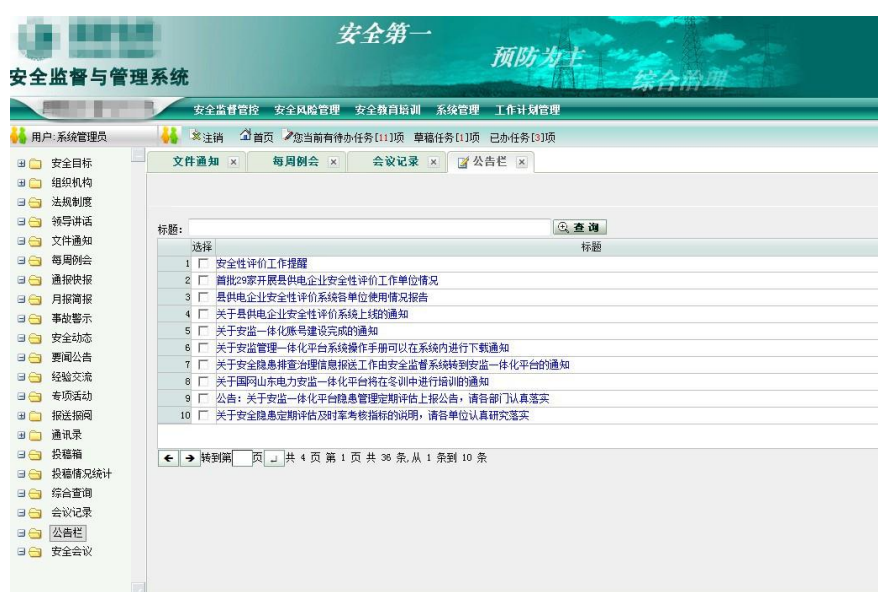 安全第一
预防为主
综合治理
安全监督与管理系统
安全监督管控 安全风险管理 安全教育培训 系统管理 工作计划管理
用户:系统管理员
注销 首页 您当前有待办任务[11]项 草稿任务[1]项 已办任务[3]项
安全目标
组织机构
法规制度
领导讲话
文件通知
每周例会
通报快报
月报简报
事故警示
安全动态
要闻公告
经验交流
专项活动
报送报阅
通讯录
投稿箱
投稿情况统计
综合查询
会议记录
公告栏
安全会议
文件通知 每周例会 会议记录 公告栏
标题: 查询
选择 标题
1 安全性评价工作提醒
2 首批29家开展县供电企业安全性评价工作单位情况
3 县供电企业安全性评价系统各单位使用情况报告
4 关于县供电企业安全性评价系统上线的通知
5 关于安监一体化账号建设完成的通知
6 关于安监管理一体化平台系统操作手册可以在系统内进行下载通知
7 关于安全隐患排查治理信息报送工作由安全监督系统转到安监一体化平台的通知
8 关于国网山东电力安监一体化平台将在冬训中进行培训的通知
9 公告：关于安监一体化平台隐患管理定期评估上报公告，请各部门认真落实
10 关于安全隐患定期评估及时率考核指标的说明，请各单位认真研究落实
转到第 页 共 4 页 第 1 页 共 36 条,从 1 条到 10 条